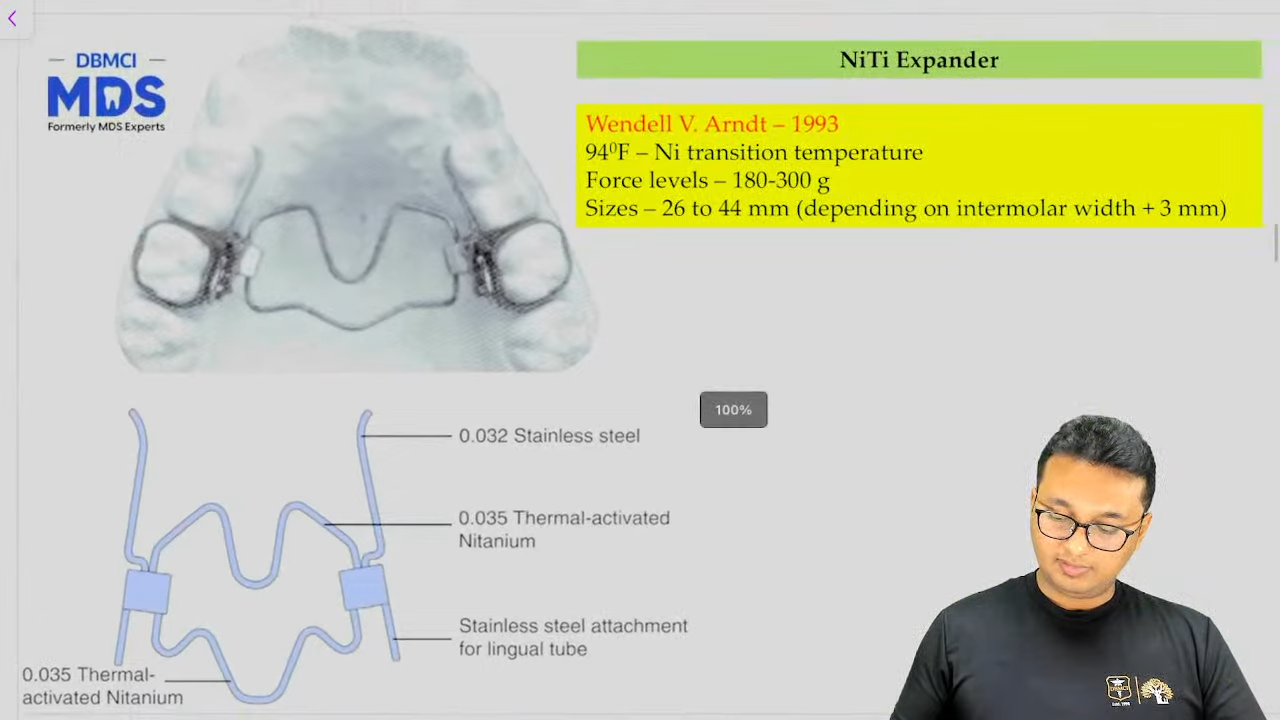 DBMCI
MDS
Formerly MDS Experts
NiTi Expander
Wendell V. Arndt – 1993
94⁰F – Ni transition temperature
Force levels – 180-300 g
Sizes – 26 to 44 mm (depending on intermolar width + 3 mm)
100%
0.032 Stainless steel
0.035 Thermal-activated
Nitanium
Stainless steel attachment
for lingual tube
0.035 Thermal-
activated Nitanium